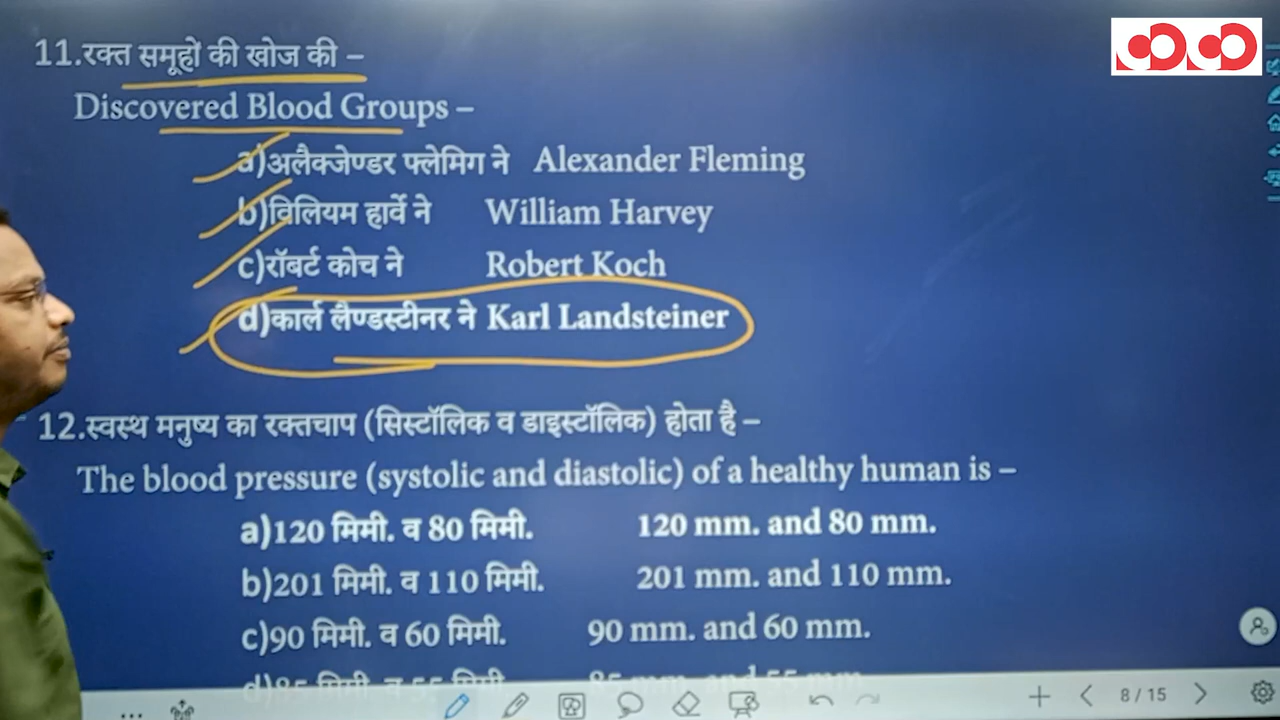 11.रक्त समूहों की खोज की –
Discovered Blood Groups –
a)अलैक्जेण्डर फ्लेमिग ने Alexander Fleming
b)विलियम हार्वे ने William Harvey
c)रॉबर्ट कोच ने Robert Koch
d)कार्ल लैण्डस्टीनर ने Karl Landsteiner
12.स्वस्थ मनुष्य का रक्तचाप (सिस्टॉलिक व डाइस्टॉलिक) होता है –
The blood pressure (systolic and diastolic) of a healthy human is –
a)120 मिमी. व 80 मिमी. 120 mm. and 80 mm.
b)201 मिमी. व 110 मिमी. 201 mm. and 110 mm.
c)90 मिमी. व 60 मिमी. 90 mm. and 60 mm.
8 / 15